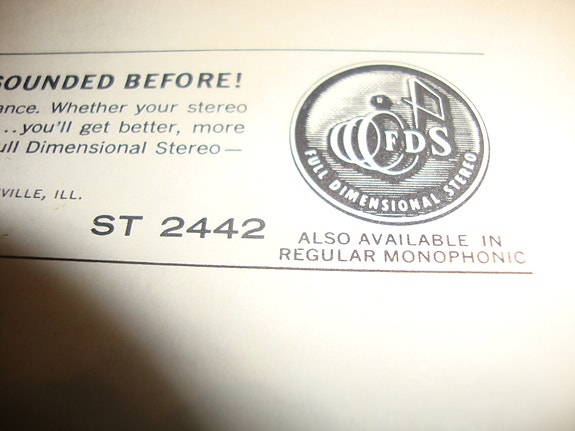 SOUNDED BEFORE!
ance. Whether your stereo
...you'll get better, more
ull Dimensional Stereo—
VILLE, ILL.
ST 2442
FDS
FULL DIMENSIONAL STEREO
ALSO AVAILABLE IN
REGULAR MONOPHONIC